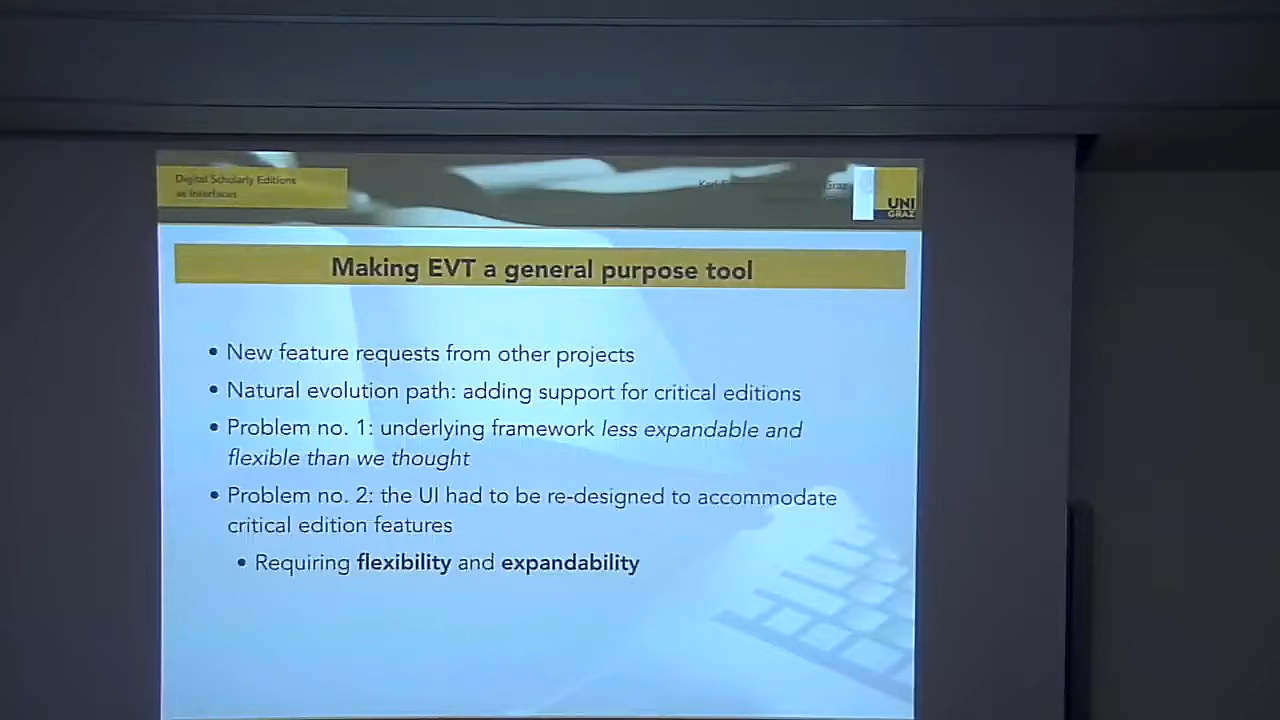 Digital Scholarly Editions
as Interfaces
UNI
GRAZ
Making EVT a general purpose tool
• New feature requests from other projects
• Natural evolution path: adding support for critical editions
• Problem no. 1: underlying framework less expandable and
flexible than we thought
• Problem no. 2: the UI had to be re-designed to accommodate
critical edition features
• Requiring flexibility and expandability